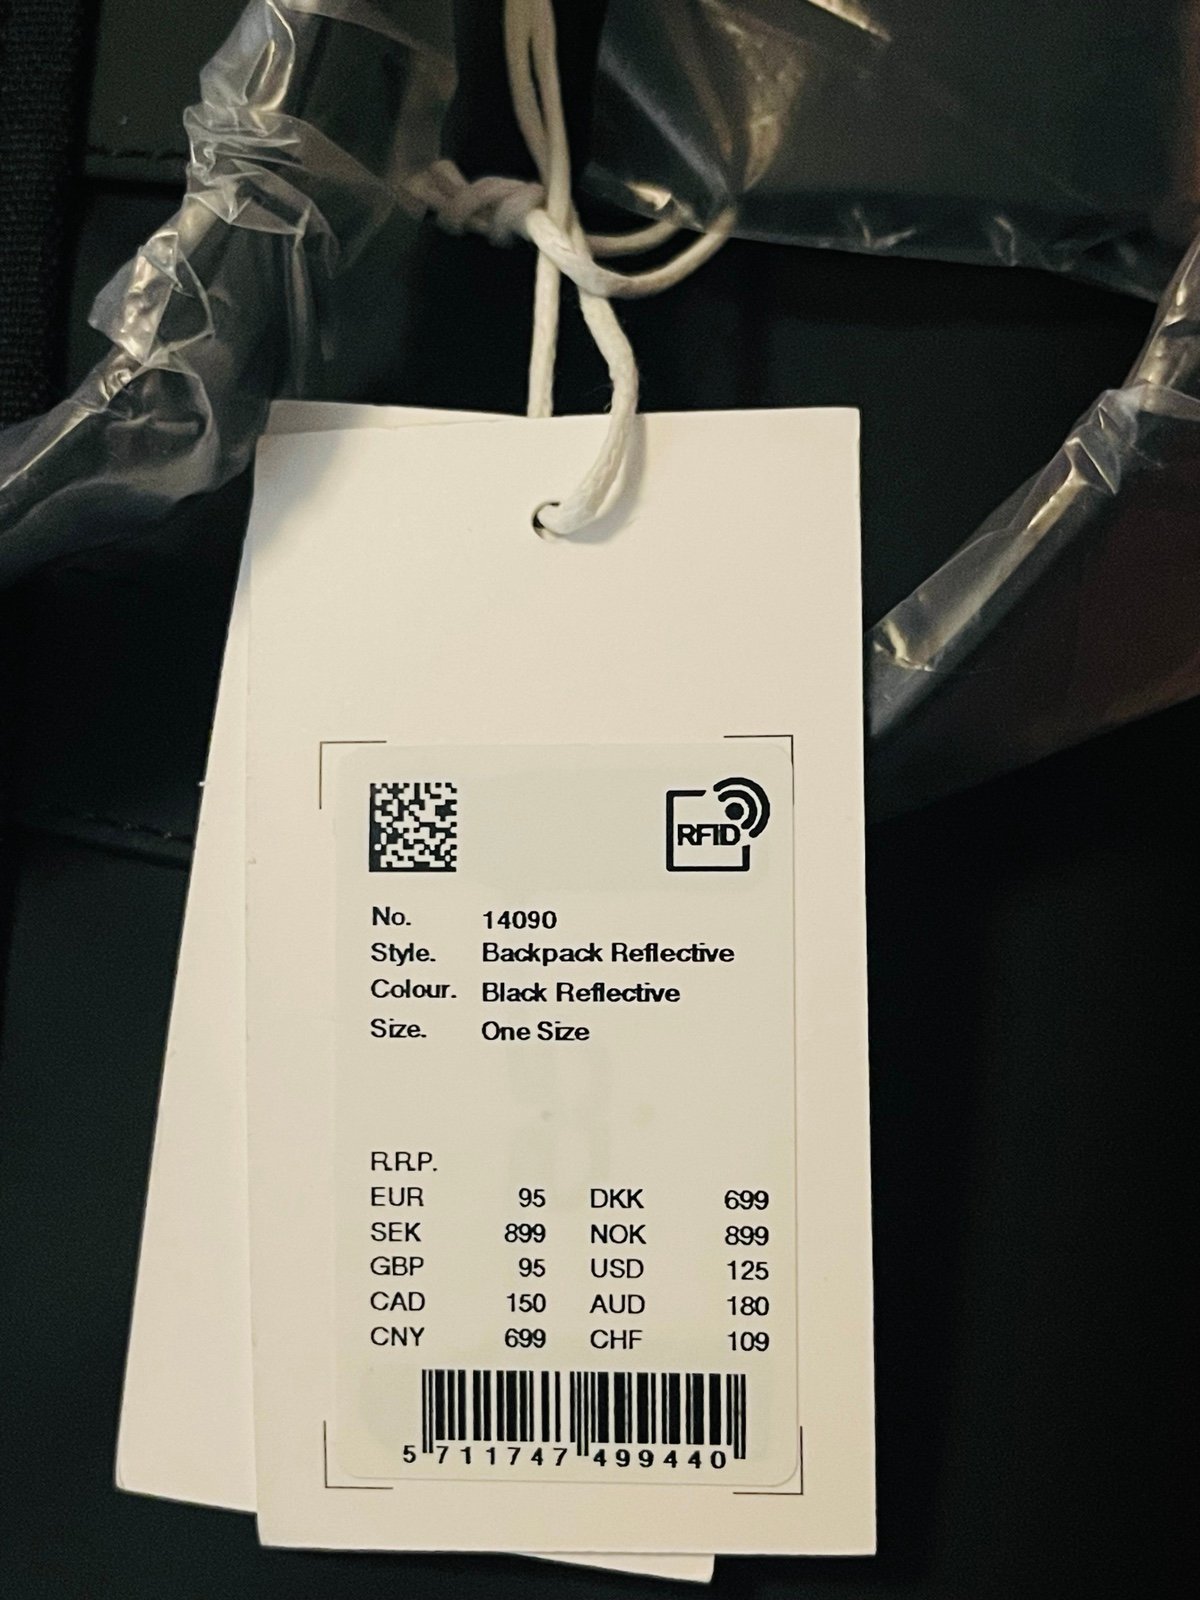 RFID
No. 14090
Style. Backpack Reflective
Colour. Black Reflective
Size. One Size
R.R.P.
EUR 95 DKK 699
SEK 899 NOK 899
GBP 95 USD 125
CAD 150 AUD 180
CNY 699 CHF 109
5 711747 499440